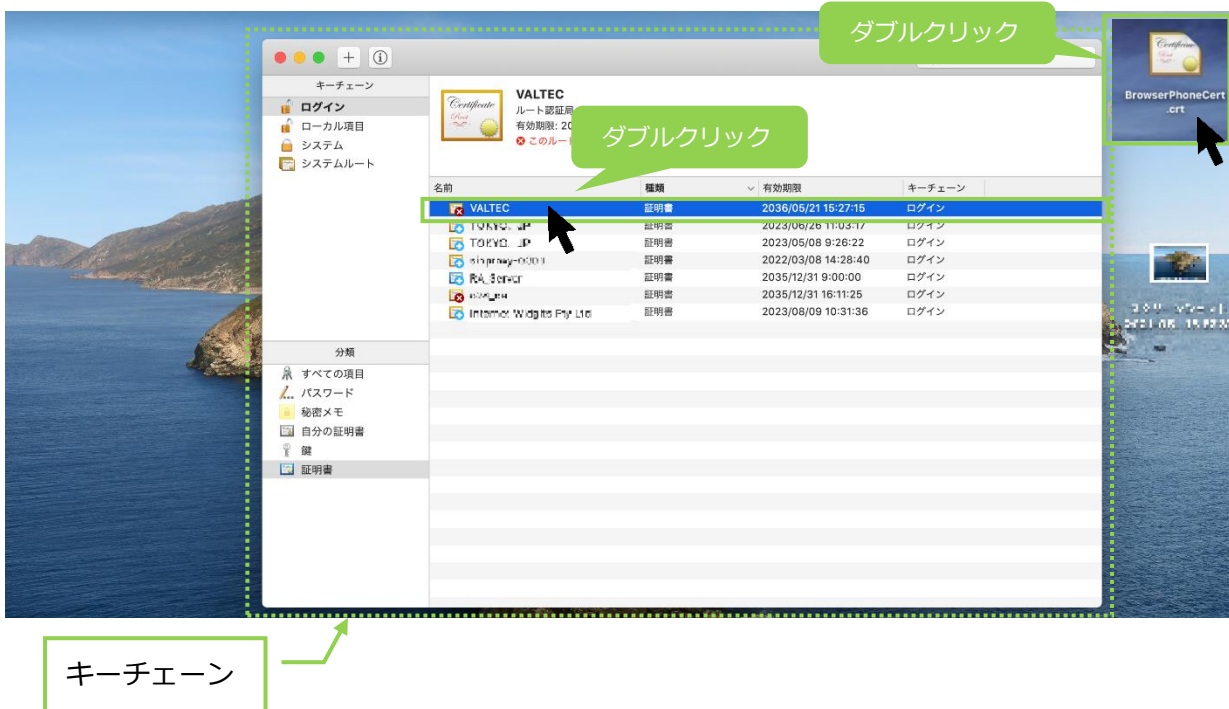 ダブルクリック
キーチェーン
ログイン
ローカル項目
システム
システムルート
VALTEC
ルート認証局
有効期限: 20
このルート
ダブルクリック
BrowserPhoneCert
.crt
名前 種類 有効期限 キーチェーン
VALTEC 証明書 2036/05/21 15:27:15 ログイン
証明書 2023/06/26 11:03:17 ログイン
証明書 2023/05/08 9:26:22 ログイン
証明書 2022/03/08 14:28:40 ログイン
RA_Server 証明書 2035/12/31 9:00:00 ログイン
証明書 2035/12/31 16:11:25 ログイン
Internet Widgits Pty Ltd 証明書 2023/08/09 10:31:36 ログイン
分類
すべての項目
パスワード
秘密メモ
自分の証明書
鍵
証明書
キーチェーン